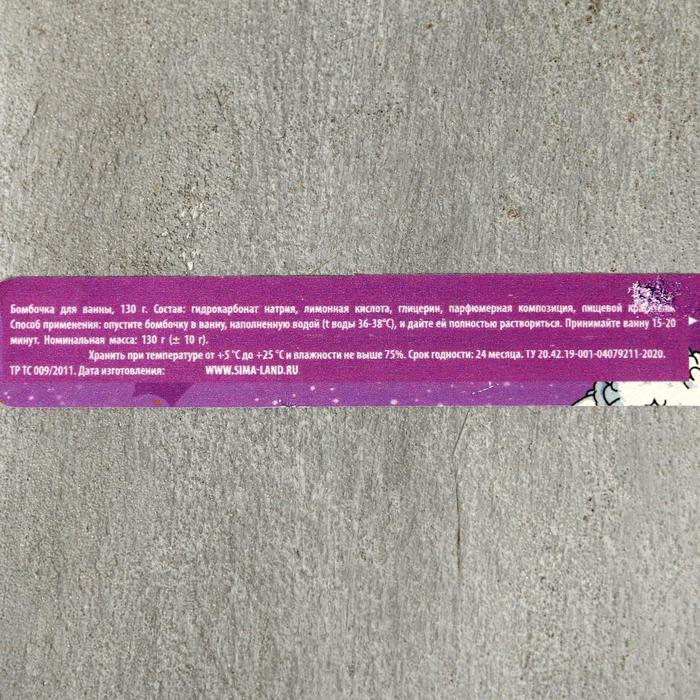 Бомбочка для ванны, 130 г. Состав: гидрокарбонат натрия, лимонная кислота, глицерин, парфюмерная композиция, пищевой
Способ применения: опустите бомбочку в ванну, наполненную водой (t воды 36-38°С), и дайте ей полностью раствориться. Принимайте ванну 15-20
минут. Номинальная масса: 130 г (± 10 г).
Хранить при температуре от +5 °С до +25 °С и влажности не выше 75%. Срок годности: 24 месяца. ТУ 20.42.19-001-04079211-2020.
ТР ТС 009/2011. Дата изготовления: WWW.SIMA-LAND.RU